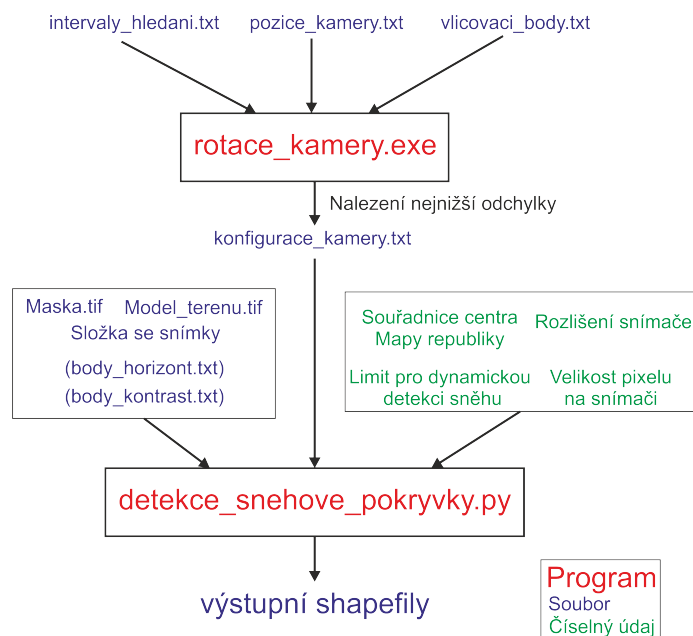 intervaly_hledani.txt
pozice_kamery.txt
vlicovaci_body.txt
rotace_kamery.exe
Nalezení nejnižší odchylky
konfigurace_kamery.txt
Maska.tif
Model_terenu.tif
Složka se snímky
(body_horizont.txt)
(body_kontrast.txt)
Souřadnice centra
Mapy republiky
Rozlišení snímače
Limit pro dynamickou
detekci sněhu
Velikost pixelu
na snímači
detekce_snehove_pokryvky.py
výstupní shapefily
Program
Soubor
Číselný údaj